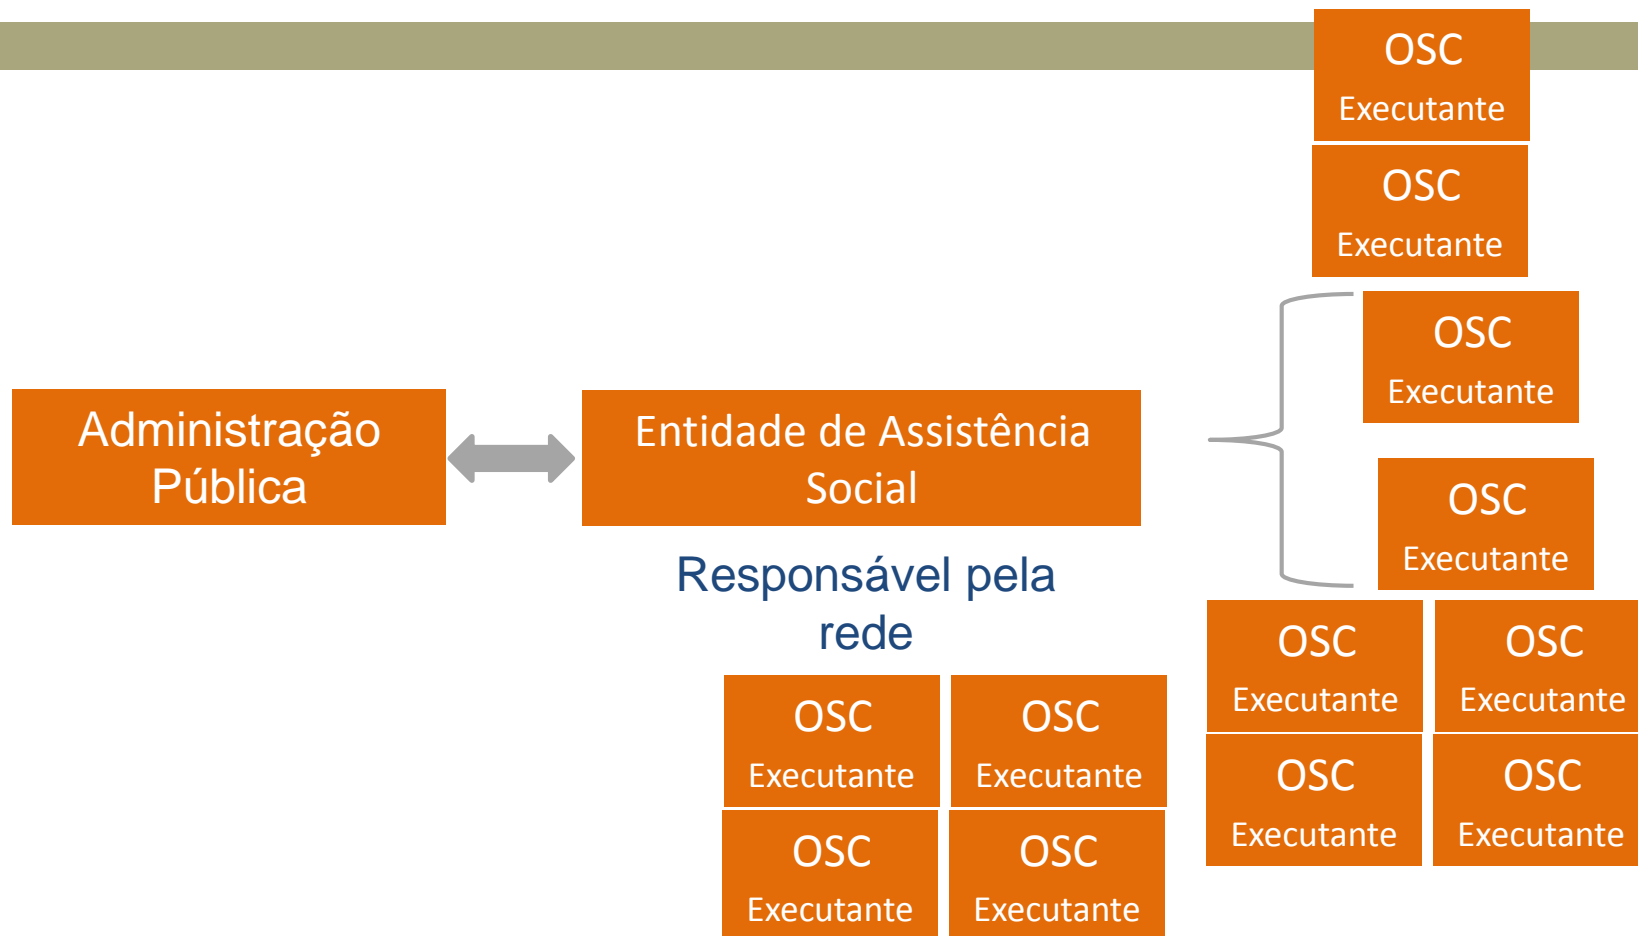 OSC
Executante
OSC
Executante
OSC
Executante
Administração
Pública
Entidade de Assistência
Social
OSC
Executante
Responsável pela
rede
OSC
Executante
OSC
Executante
OSC
Executante
OSC
Executante
OSC
Executante
OSC
Executante
OSC
Executante
OSC
Executante